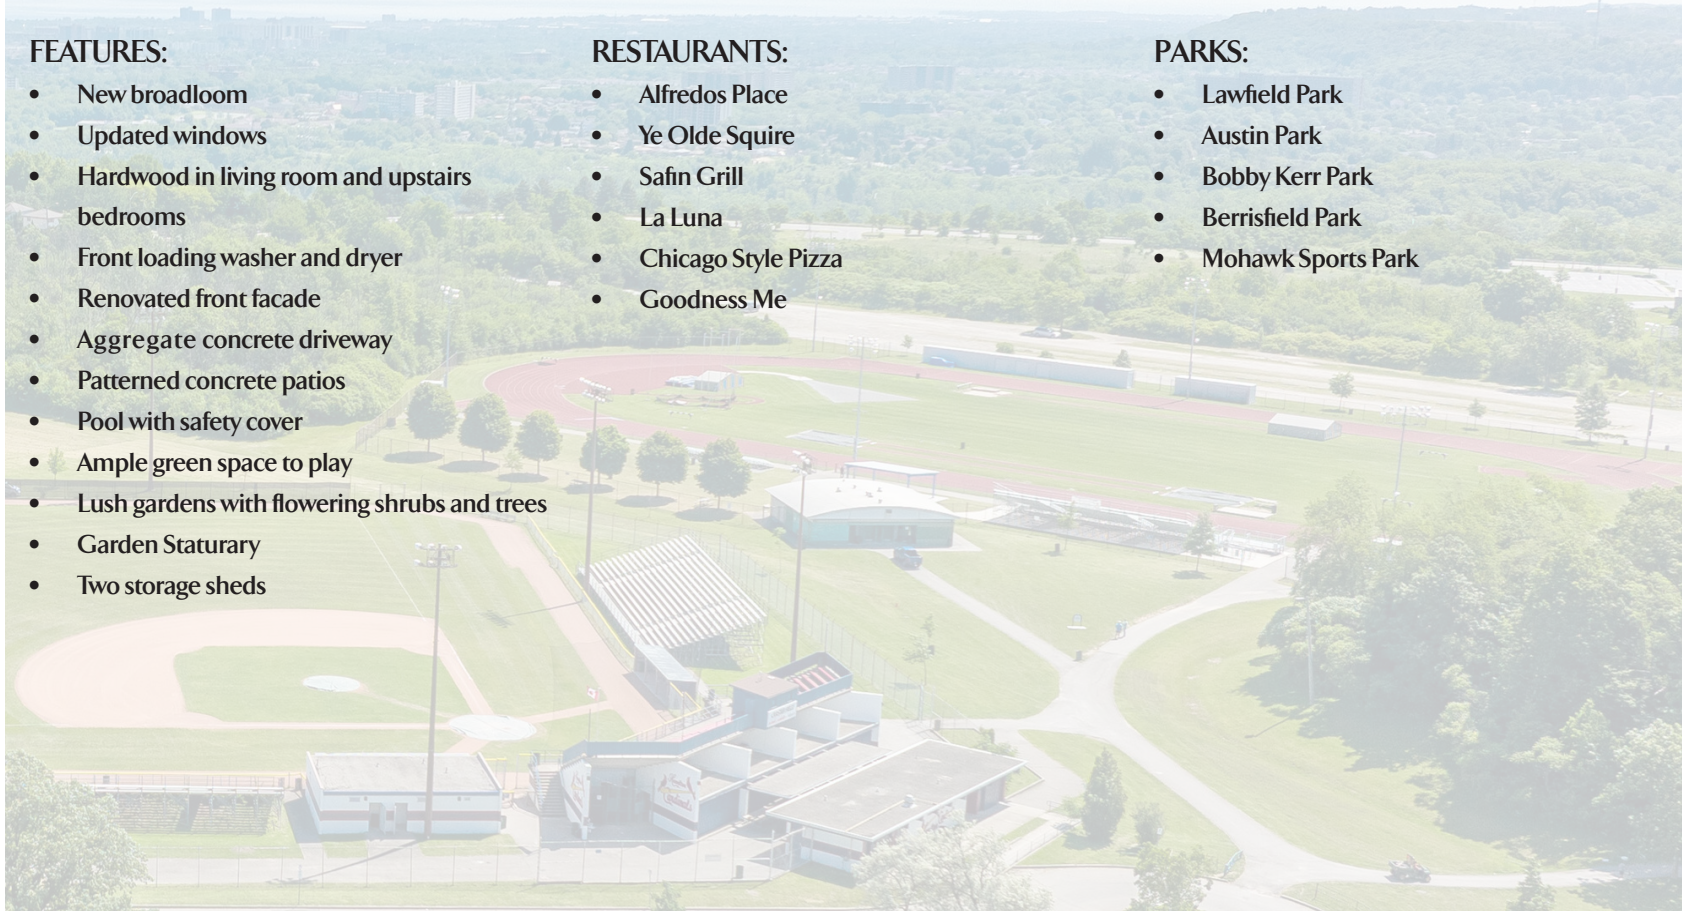 FEATURES:
• New broadloom
• Updated windows
• Hardwood in living room and upstairs
bedrooms
• Front loading washer and dryer
• Renovated front facade
• Aggregate concrete driveway
• Patterned concrete patios
• Pool with safety cover
• Ample green space to play
• Lush gardens with flowering shrubs and trees
• Garden Staturary
• Two storage sheds
RESTAURANTS:
• Alfredos Place
• Ye Olde Squire
• Safin Grill
• La Luna
• Chicago Style Pizza
• Goodness Me
PARKS:
• Lawfield Park
• Austin Park
• Bobby Kerr Park
• Berrisfield Park
• Mohawk Sports Park